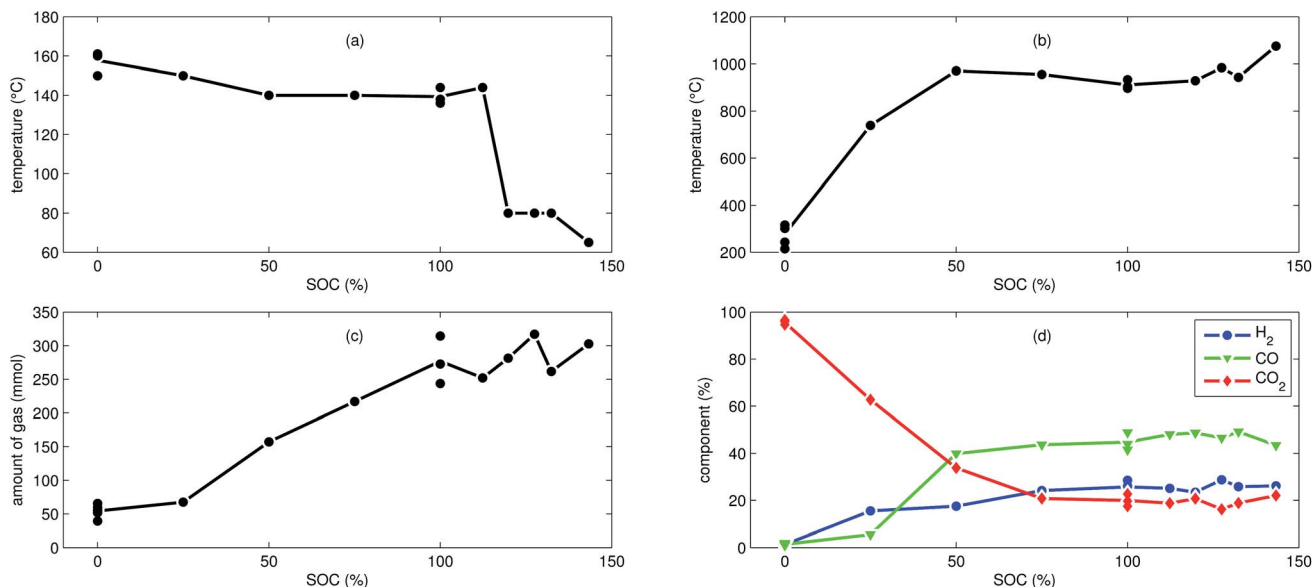 (a)
temperature (°C)
180
160
140
120
100
80
60
0
50
100
150
SOC (%)
(b)
temperature (°C)
1200
1000
800
600
400
200
0
50
100
150
SOC (%)
(c)
amount of gas (mmol)
350
300
250
200
150
100
50
0
0
50
100
150
SOC (%)
(d)
component (%)
100
80
60
40
20
0
0
50
100
150
SOC (%)
H2
CO
CO2